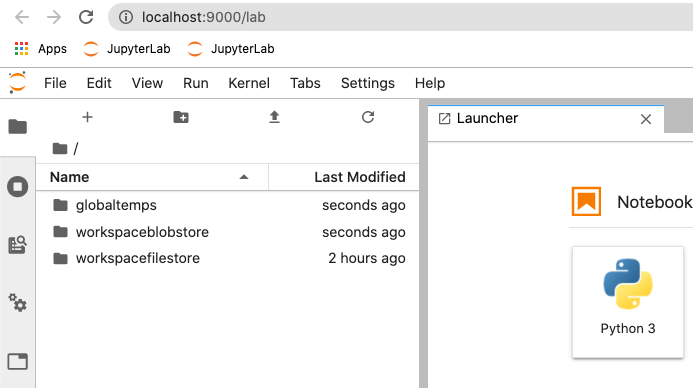 localhost:9000/lab
Apps JupyterLab JupyterLab
File Edit View Run Kernel Tabs Settings Help
Launcher
/
Name Last Modified
globaltemps seconds ago
workspaceblobstore seconds ago
workspacefilestore 2 hours ago
Notebook
Python 3